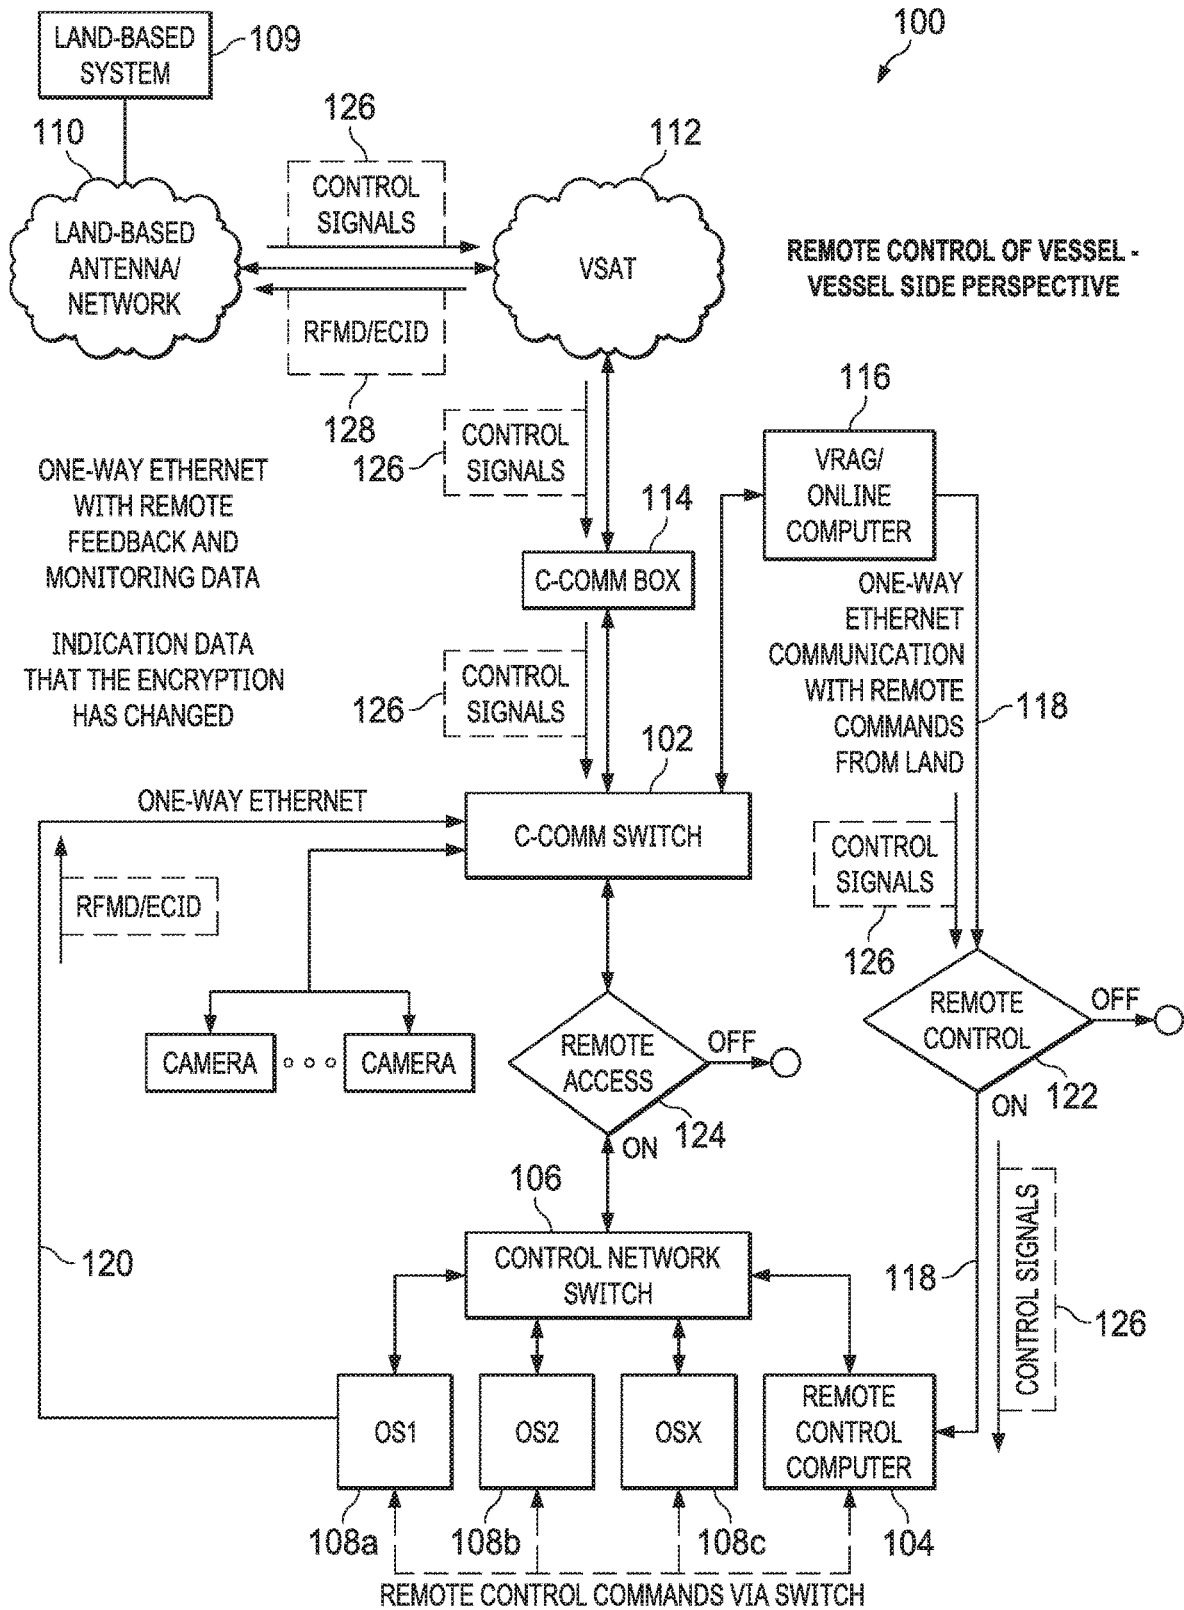 100
LAND-BASED
SYSTEM
109
110
LAND-BASED
ANTENNA/
NETWORK
126
CONTROL
SIGNALS
RFMD/ECID
128
112
VSAT
REMOTE CONTROL OF VESSEL -
VESSEL SIDE PERSPECTIVE
ONE-WAY ETHERNET
WITH REMOTE
FEEDBACK AND
MONITORING DATA
INDICATION DATA
THAT THE ENCRYPTION
HAS CHANGED
126
CONTROL
SIGNALS
114
C-COMM BOX
126
CONTROL
SIGNALS
116
VRAG/
ONLINE
COMPUTER
ONE-WAY
ETHERNET
COMMUNICATION
WITH REMOTE
COMMANDS
FROM LAND
118
102
C-COMM SWITCH
ONE-WAY ETHERNET
RFMD/ECID
CONTROL
SIGNALS
126
CAMERA
CAMERA
REMOTE
ACCESS
OFF
124
ON
REMOTE
CONTROL
OFF
122
ON
106
CONTROL NETWORK
SWITCH
120
118
CONTROL SIGNALS
126
OS1
OS2
OSX
REMOTE
CONTROL
COMPUTER
108a
108b
108c
104
REMOTE CONTROL COMMANDS VIA SWITCH